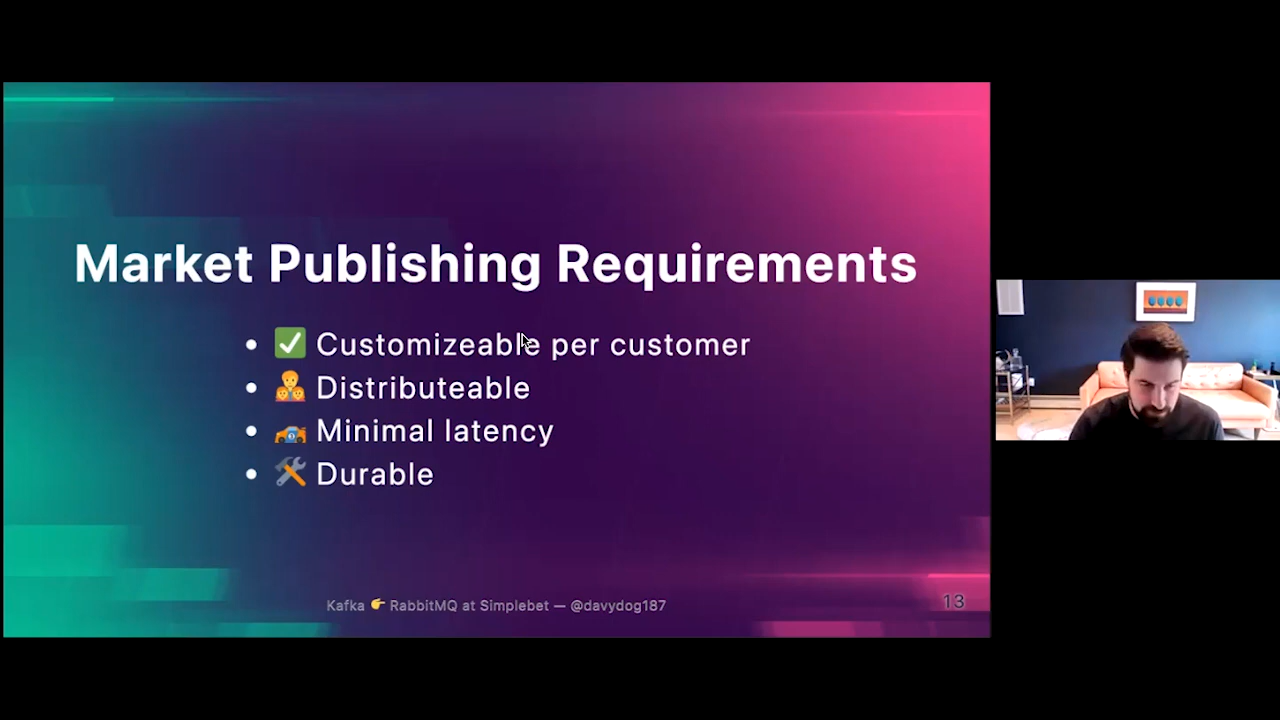 Market Publishing Requirements
• ✅ Customizeable per customer
• 👨‍👧‍👦 Distributeable
• 🏎️ Minimal latency
• 🛠️ Durable
Kafka 👉 RabbitMQ at Simplebet — @davydog187
13